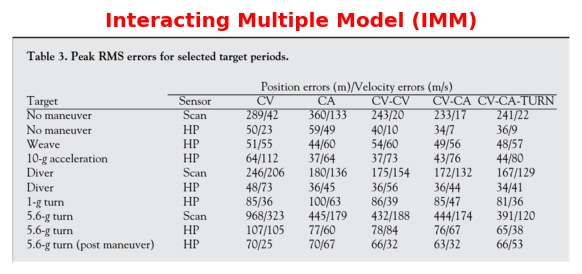 Interacting Multiple Model (IMM)
Table 3. Peak RMS errors for selected target periods.
Position errors (m)/Velocity errors (m/s)
Target Sensor CV CA CV-CV CV-CA CV-CA-TURN
No maneuver Scan 289/42 360/133 243/20 233/17 241/22
No maneuver HP 50/23 59/49 40/10 34/7 36/9
Weave HP 51/55 44/60 54/60 49/56 48/57
10-g acceleration HP 64/112 37/64 37/73 43/76 44/80
Diver Scan 246/206 180/136 175/154 172/132 167/129
Diver HP 48/73 36/45 36/56 36/44 34/41
1-g turn HP 85/36 100/63 86/39 85/47 81/36
5.6-g turn Scan 968/323 445/179 432/188 444/174 391/120
5.6-g turn HP 107/105 77/60 78/84 76/67 65/38
5.6-g turn (post maneuver) HP 70/25 70/67 66/32 63/32 66/53